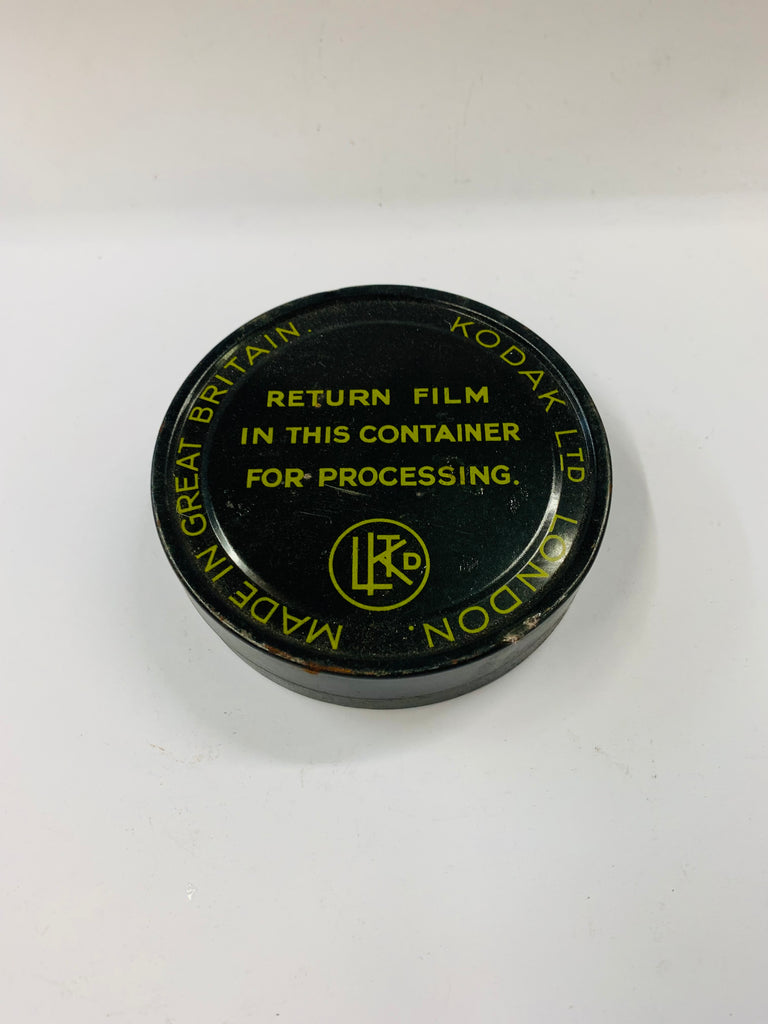 KODAK LTD LONDON.
MADE IN GREAT BRITAIN.
RETURN FILM
IN THIS CONTAINER
FOR PROCESSING.
KLTD